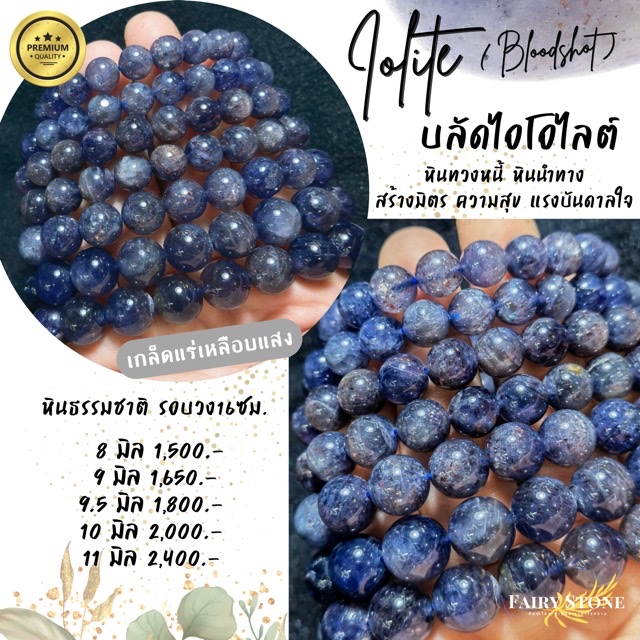 PREMIUM
QUALITY
Iolite (Bloodshot)
บลัดไอโอไลต์
หินทวงหนี้ หินนำทาง
สร้างมิตร ความสุข แรงบันดาลใจ
เกล็ดแร่เหลือบแสง
หินธรรมชาติ รอบวง16ซม.
8 มิล 1,500.-
9 มิล 1,650.-
9.5 มิล 1,800.-
10 มิล 2,000.-
11 มิล 2,400.-
FAIRY STONE